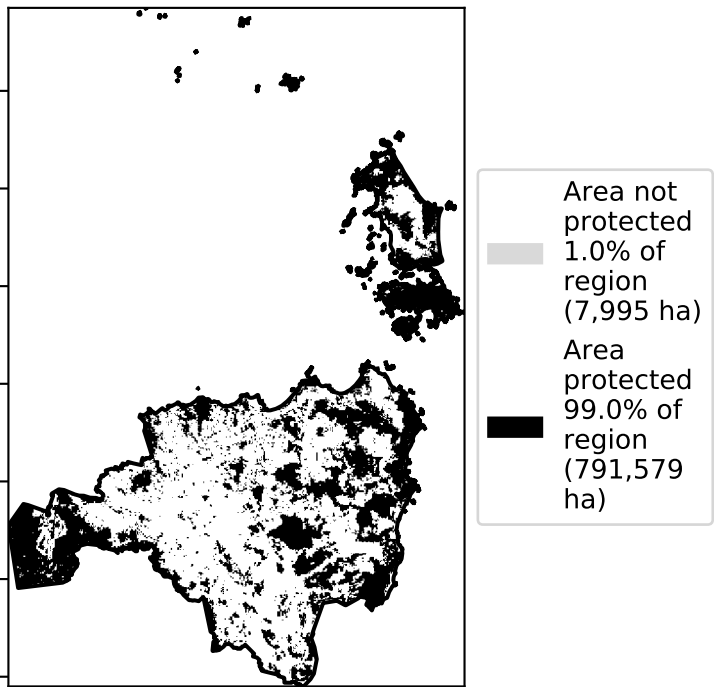 Area not
protected
1.0% of
region
(7,995 ha)
Area
protected
99.0% of
region
(791,579
ha)